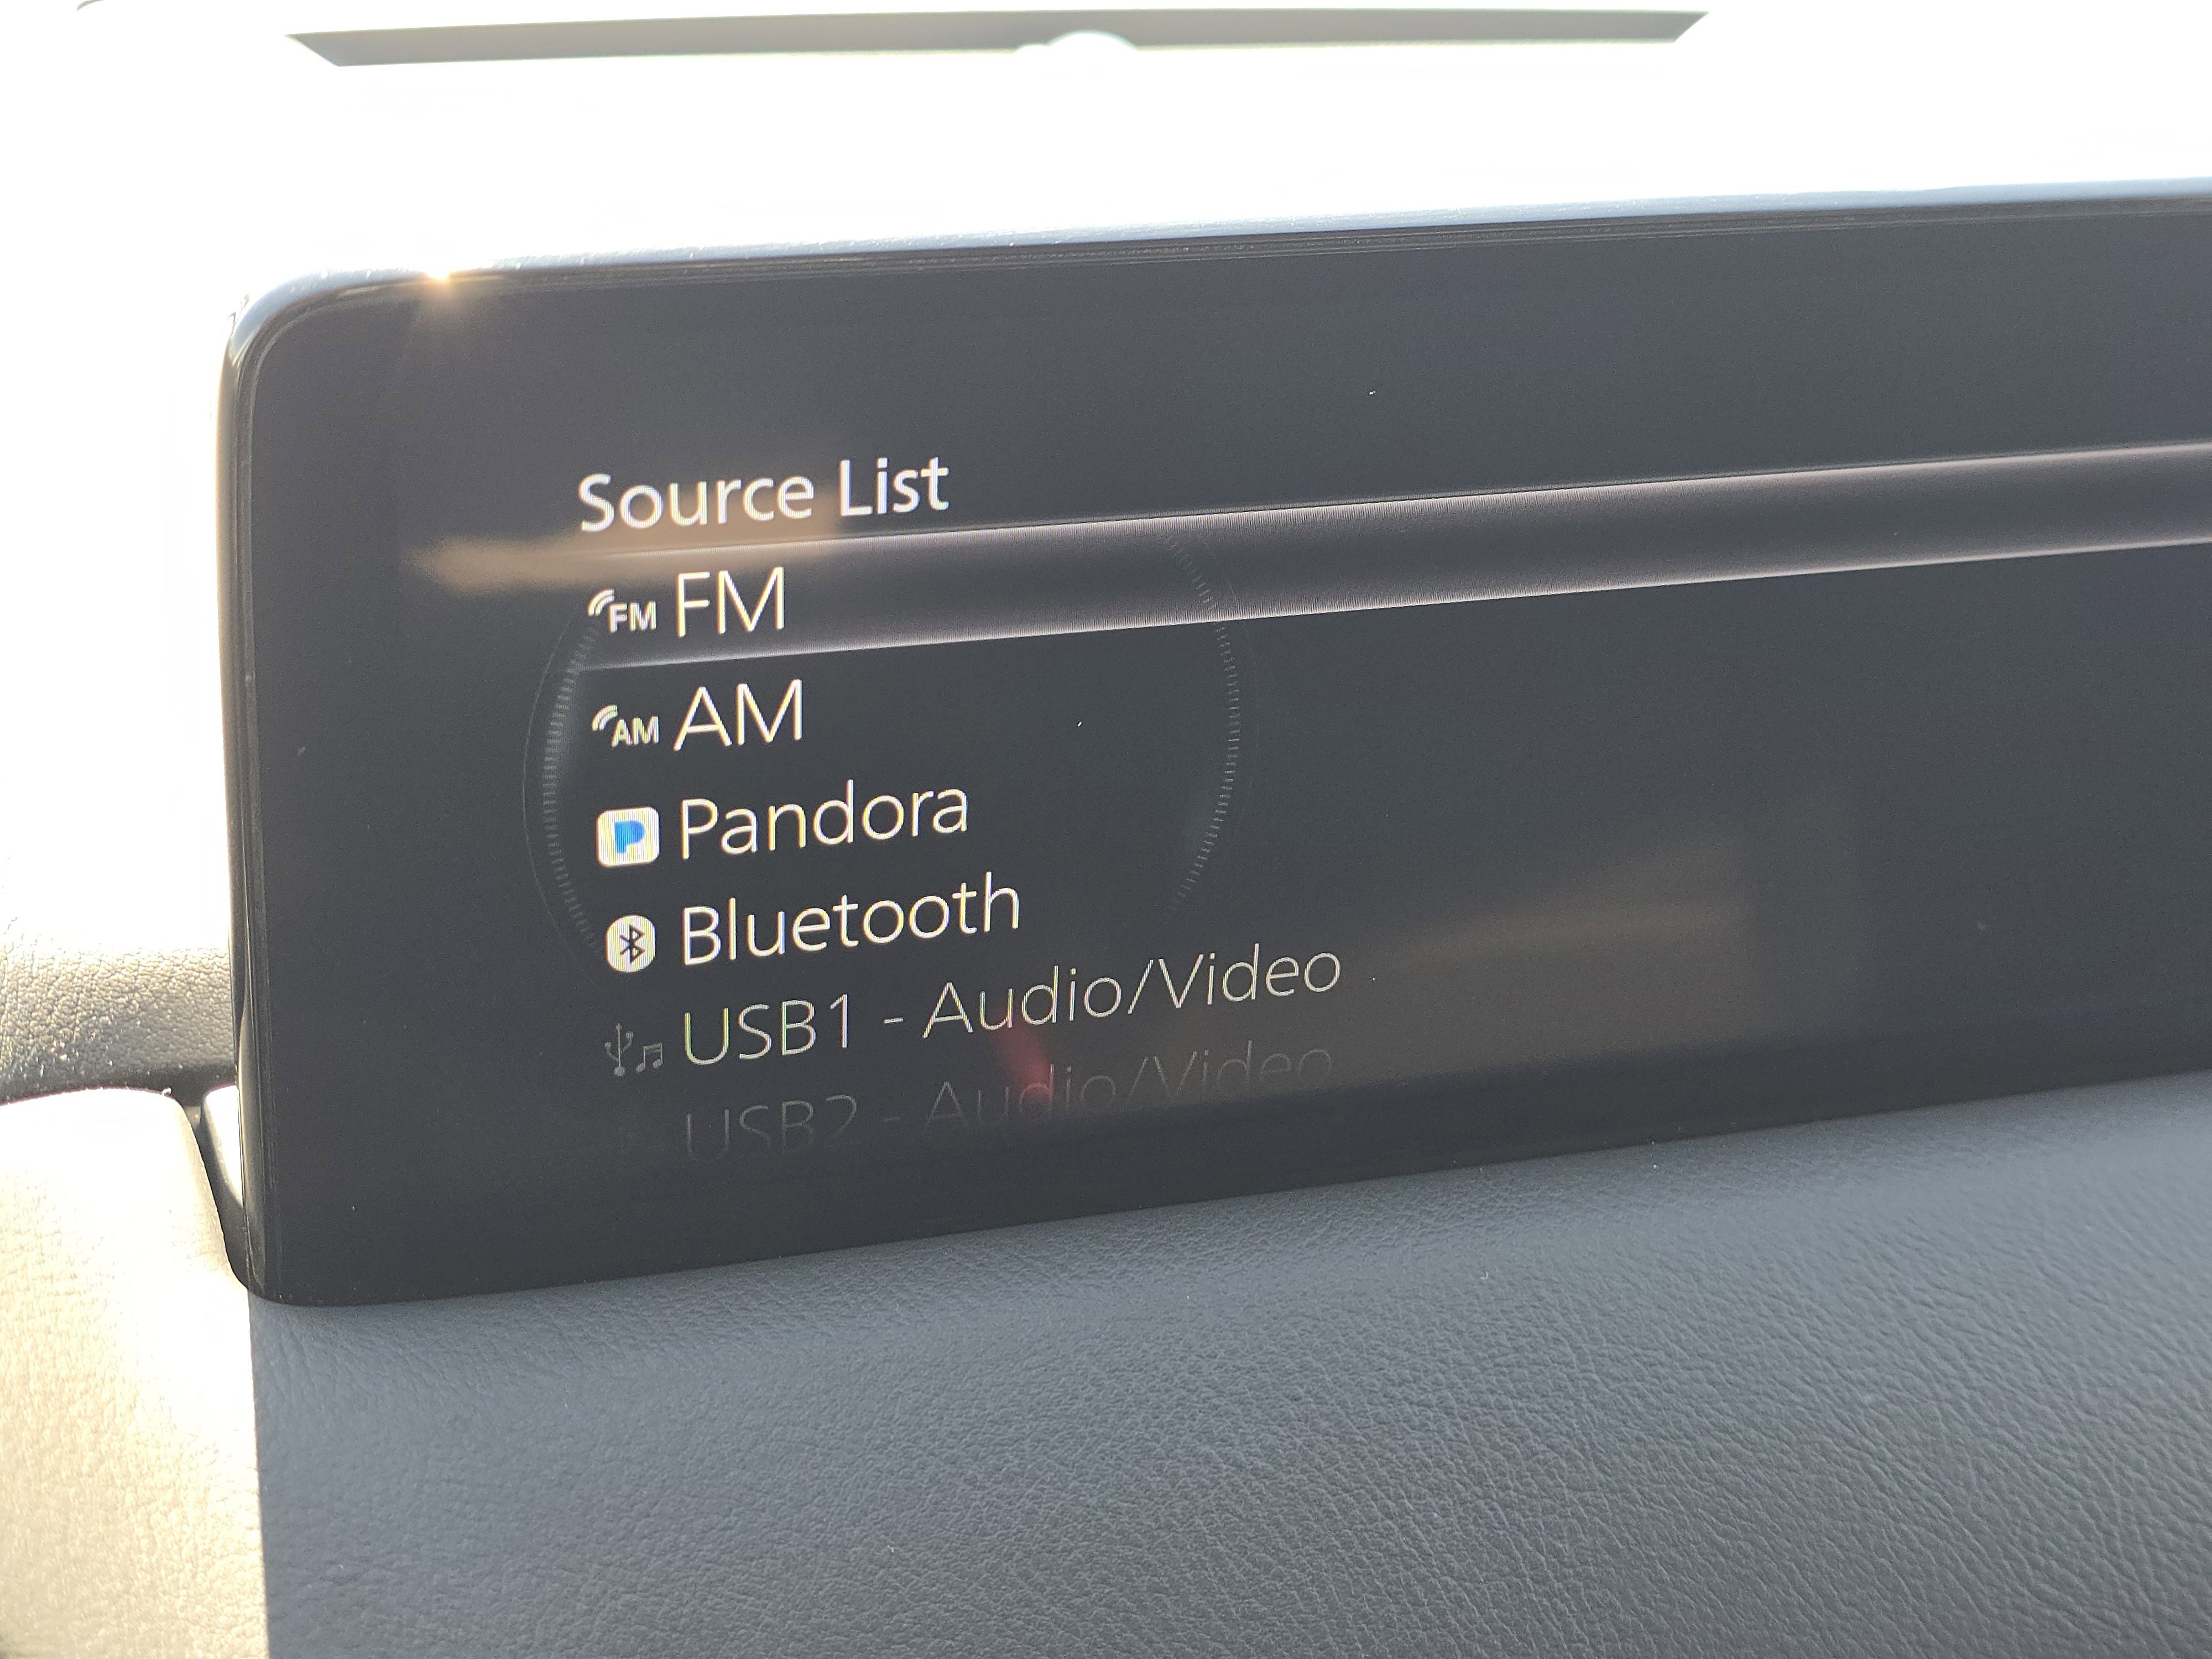 Source List
FM FM
AM AM
Pandora
Bluetooth
USB1 - Audio/Video
USB2 - Audio/Video